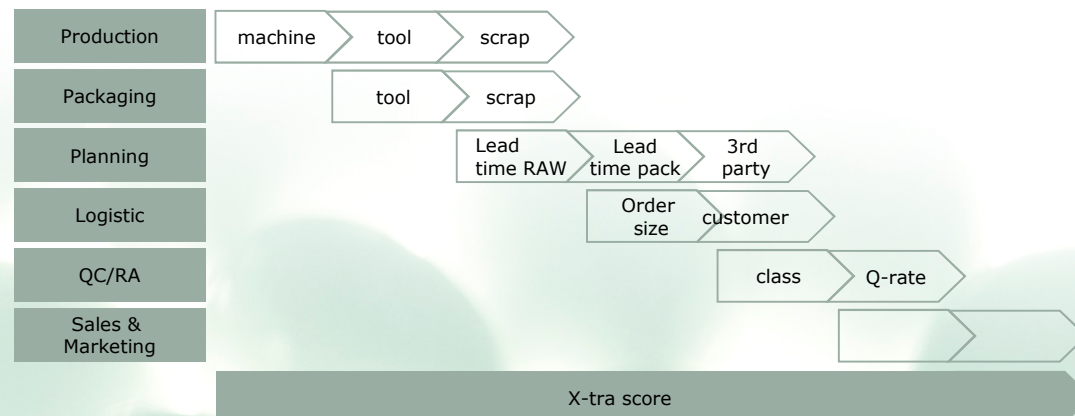 Production
machine
tool
scrap
Packaging
tool
scrap
Planning
Lead
time RAW
Lead
time pack
3rd
party
Logistic
Order
size
customer
QC/RA
class
Q-rate
Sales &
Marketing
X-tra score